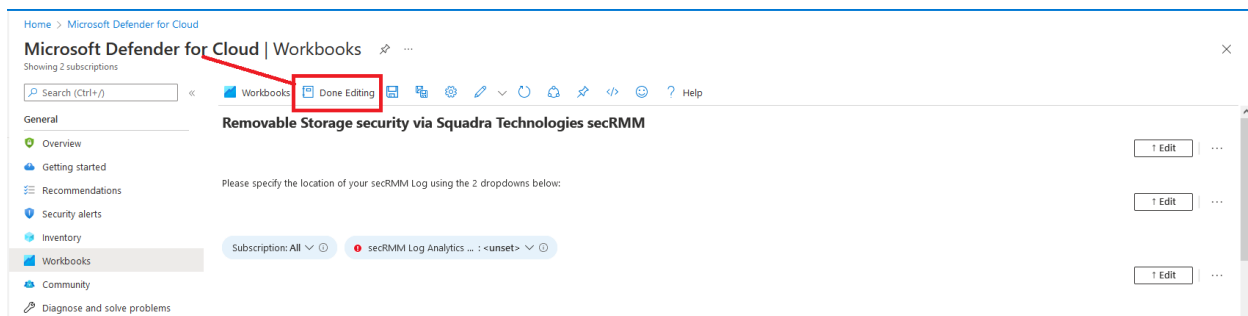 Home > Microsoft Defender for Cloud
Microsoft Defender for Cloud | Workbooks ...
Showing 2 subscriptions
Search (Ctrl+/) «
Workbooks Done Editing ? Help
General
Overview
Getting started
Recommendations
Security alerts
Inventory
Workbooks
Community
Diagnose and solve problems
Removable Storage security via Squadra Technologies secRMM
↑ Edit ...
Please specify the location of your secRMM Log using the 2 dropdowns below:
↑ Edit ...
Subscription: All secRMM Log Analytics ... : <unset>
↑ Edit ...